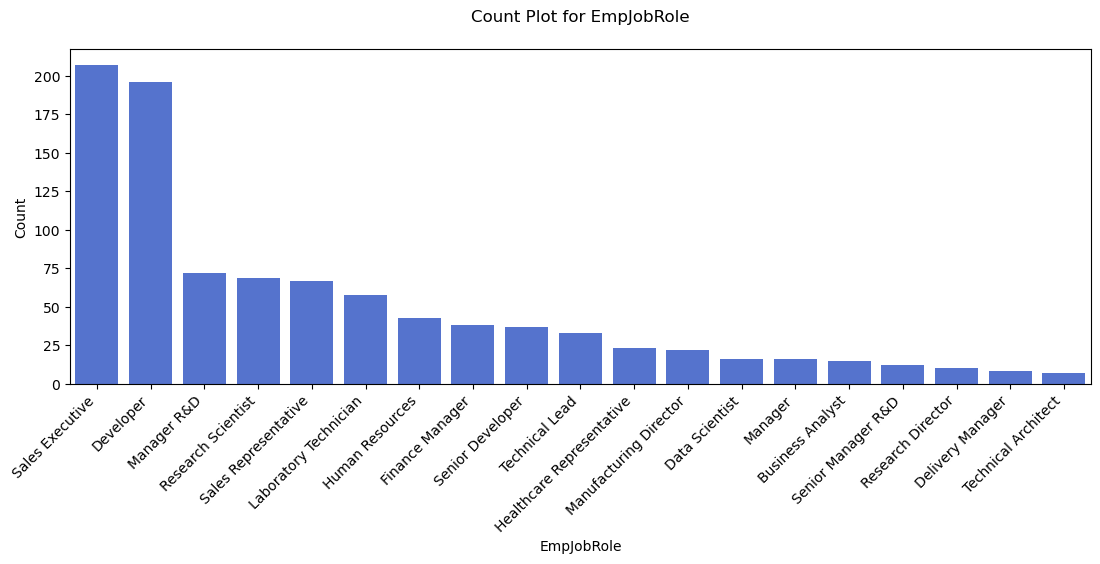 Count Plot for EmpJobRole
Count
200
175
150
125
100
75
50
25
0
Sales Executive
Developer
Manager R&D
Research Scientist
Sales Representative
Laboratory Technician
Human Resources
Finance Manager
Senior Developer
Technical Lead
Healthcare Representative
Manufacturing Director
Data Scientist
Manager
Business Analyst
Senior Manager R&D
Research Director
Delivery Manager
Technical Architect
EmpJobRole